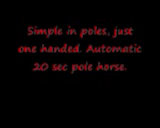 Simple in poles, just
one handed. Automatic
20 sec pole horse.